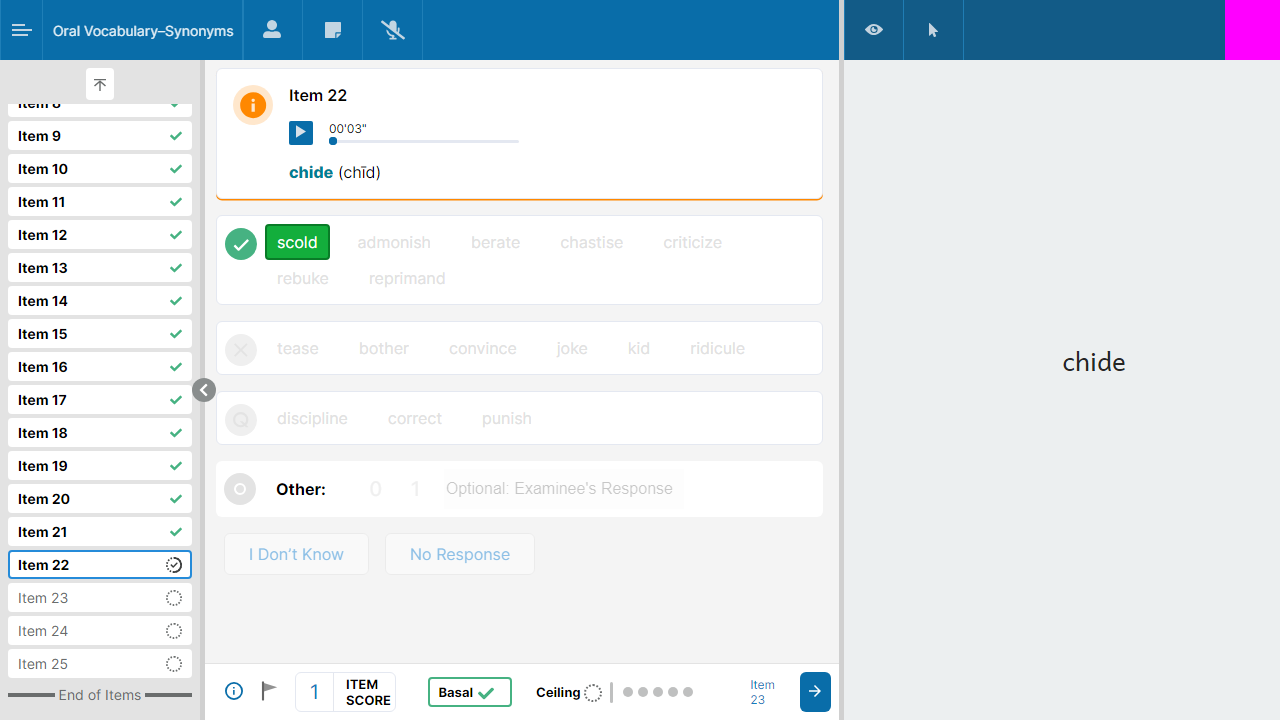 Oral Vocabulary–Synonyms
Item 8
Item 9
Item 10
Item 11
Item 12
Item 13
Item 14
Item 15
Item 16
Item 17
Item 18
Item 19
Item 20
Item 21
Item 22
Item 23
Item 24
Item 25
End of Items
Item 22
00'03"
chide (chīd)
scold admonish berate chastise criticize
rebuke reprimand
tease bother convince joke kid ridicule
Q discipline correct punish
Other: 0 1 Optional: Examinee's Response
I Don't Know No Response
1 ITEM SCORE Basal Ceiling Item 23
chide